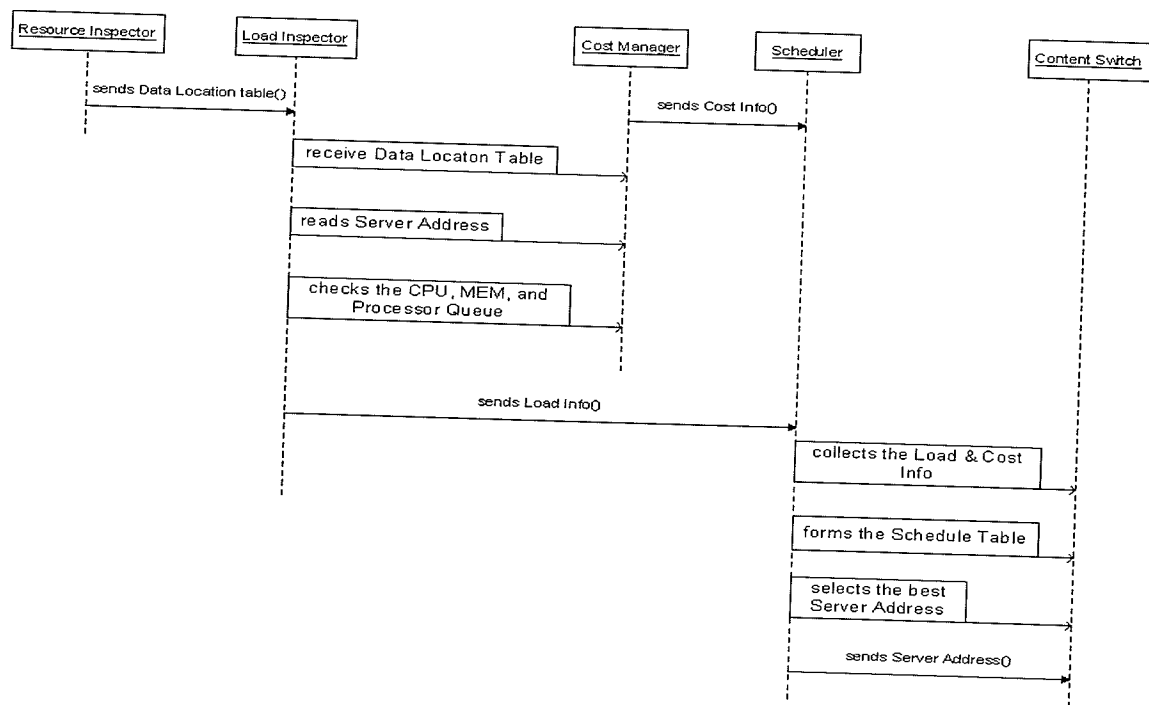 Resource Inspector
Load Inspector
Cost Manager
Scheduler
Content Switch
sends Data Location table()
sends Cost Info()
receive Data Locaton Table
reads Server Address
checks the CPU, MEM, and
Processor Queue
sends Load Info()
collects the Load & Cost
Info
forms the Schedule Table
selects the best
Server Address
sends Server Address()